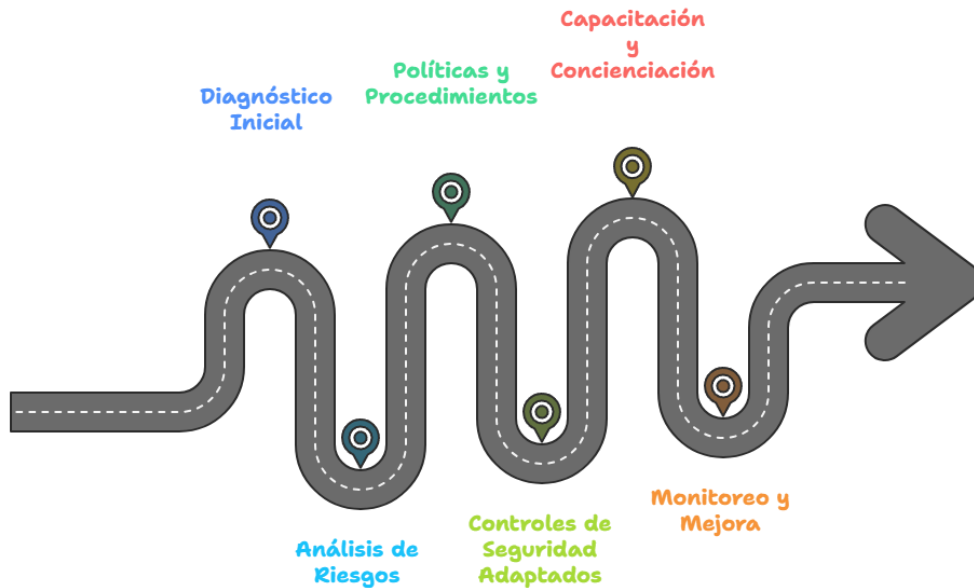 Diagnóstico
Inicial
Análisis de
Riesgos
Políticas y
Procedimientos
Controles de
Seguridad
Adaptados
Capacitación
y
Concienciación
Monitoreo y
Mejora